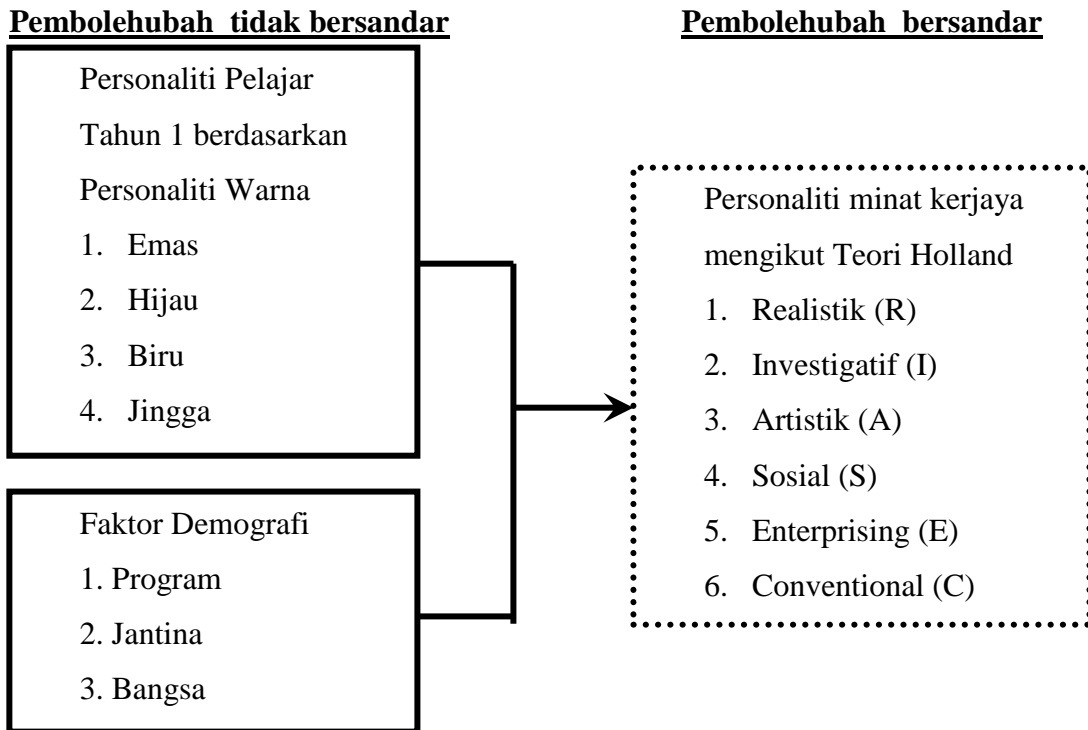 Pembolehubah tidak bersandar
Personaliti Pelajar
Tahun 1 berdasarkan
Personaliti Warna
1. Emas
2. Hijau
3. Biru
4. Jingga
Faktor Demografi
1. Program
2. Jantina
3. Bangsa
Pembolehubah bersandar
Personaliti minat kerjaya
mengikut Teori Holland
1. Realistik (R)
2. Investigatif (I)
3. Artistik (A)
4. Sosial (S)
5. Enterprising (E)
6. Conventional (C)